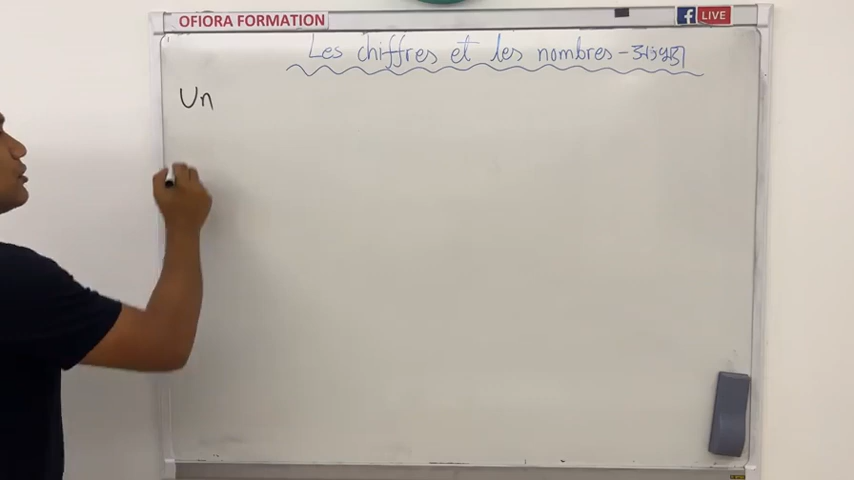 OFIORA FORMATION
f LIVE
Les chiffres et les nombres -
Un